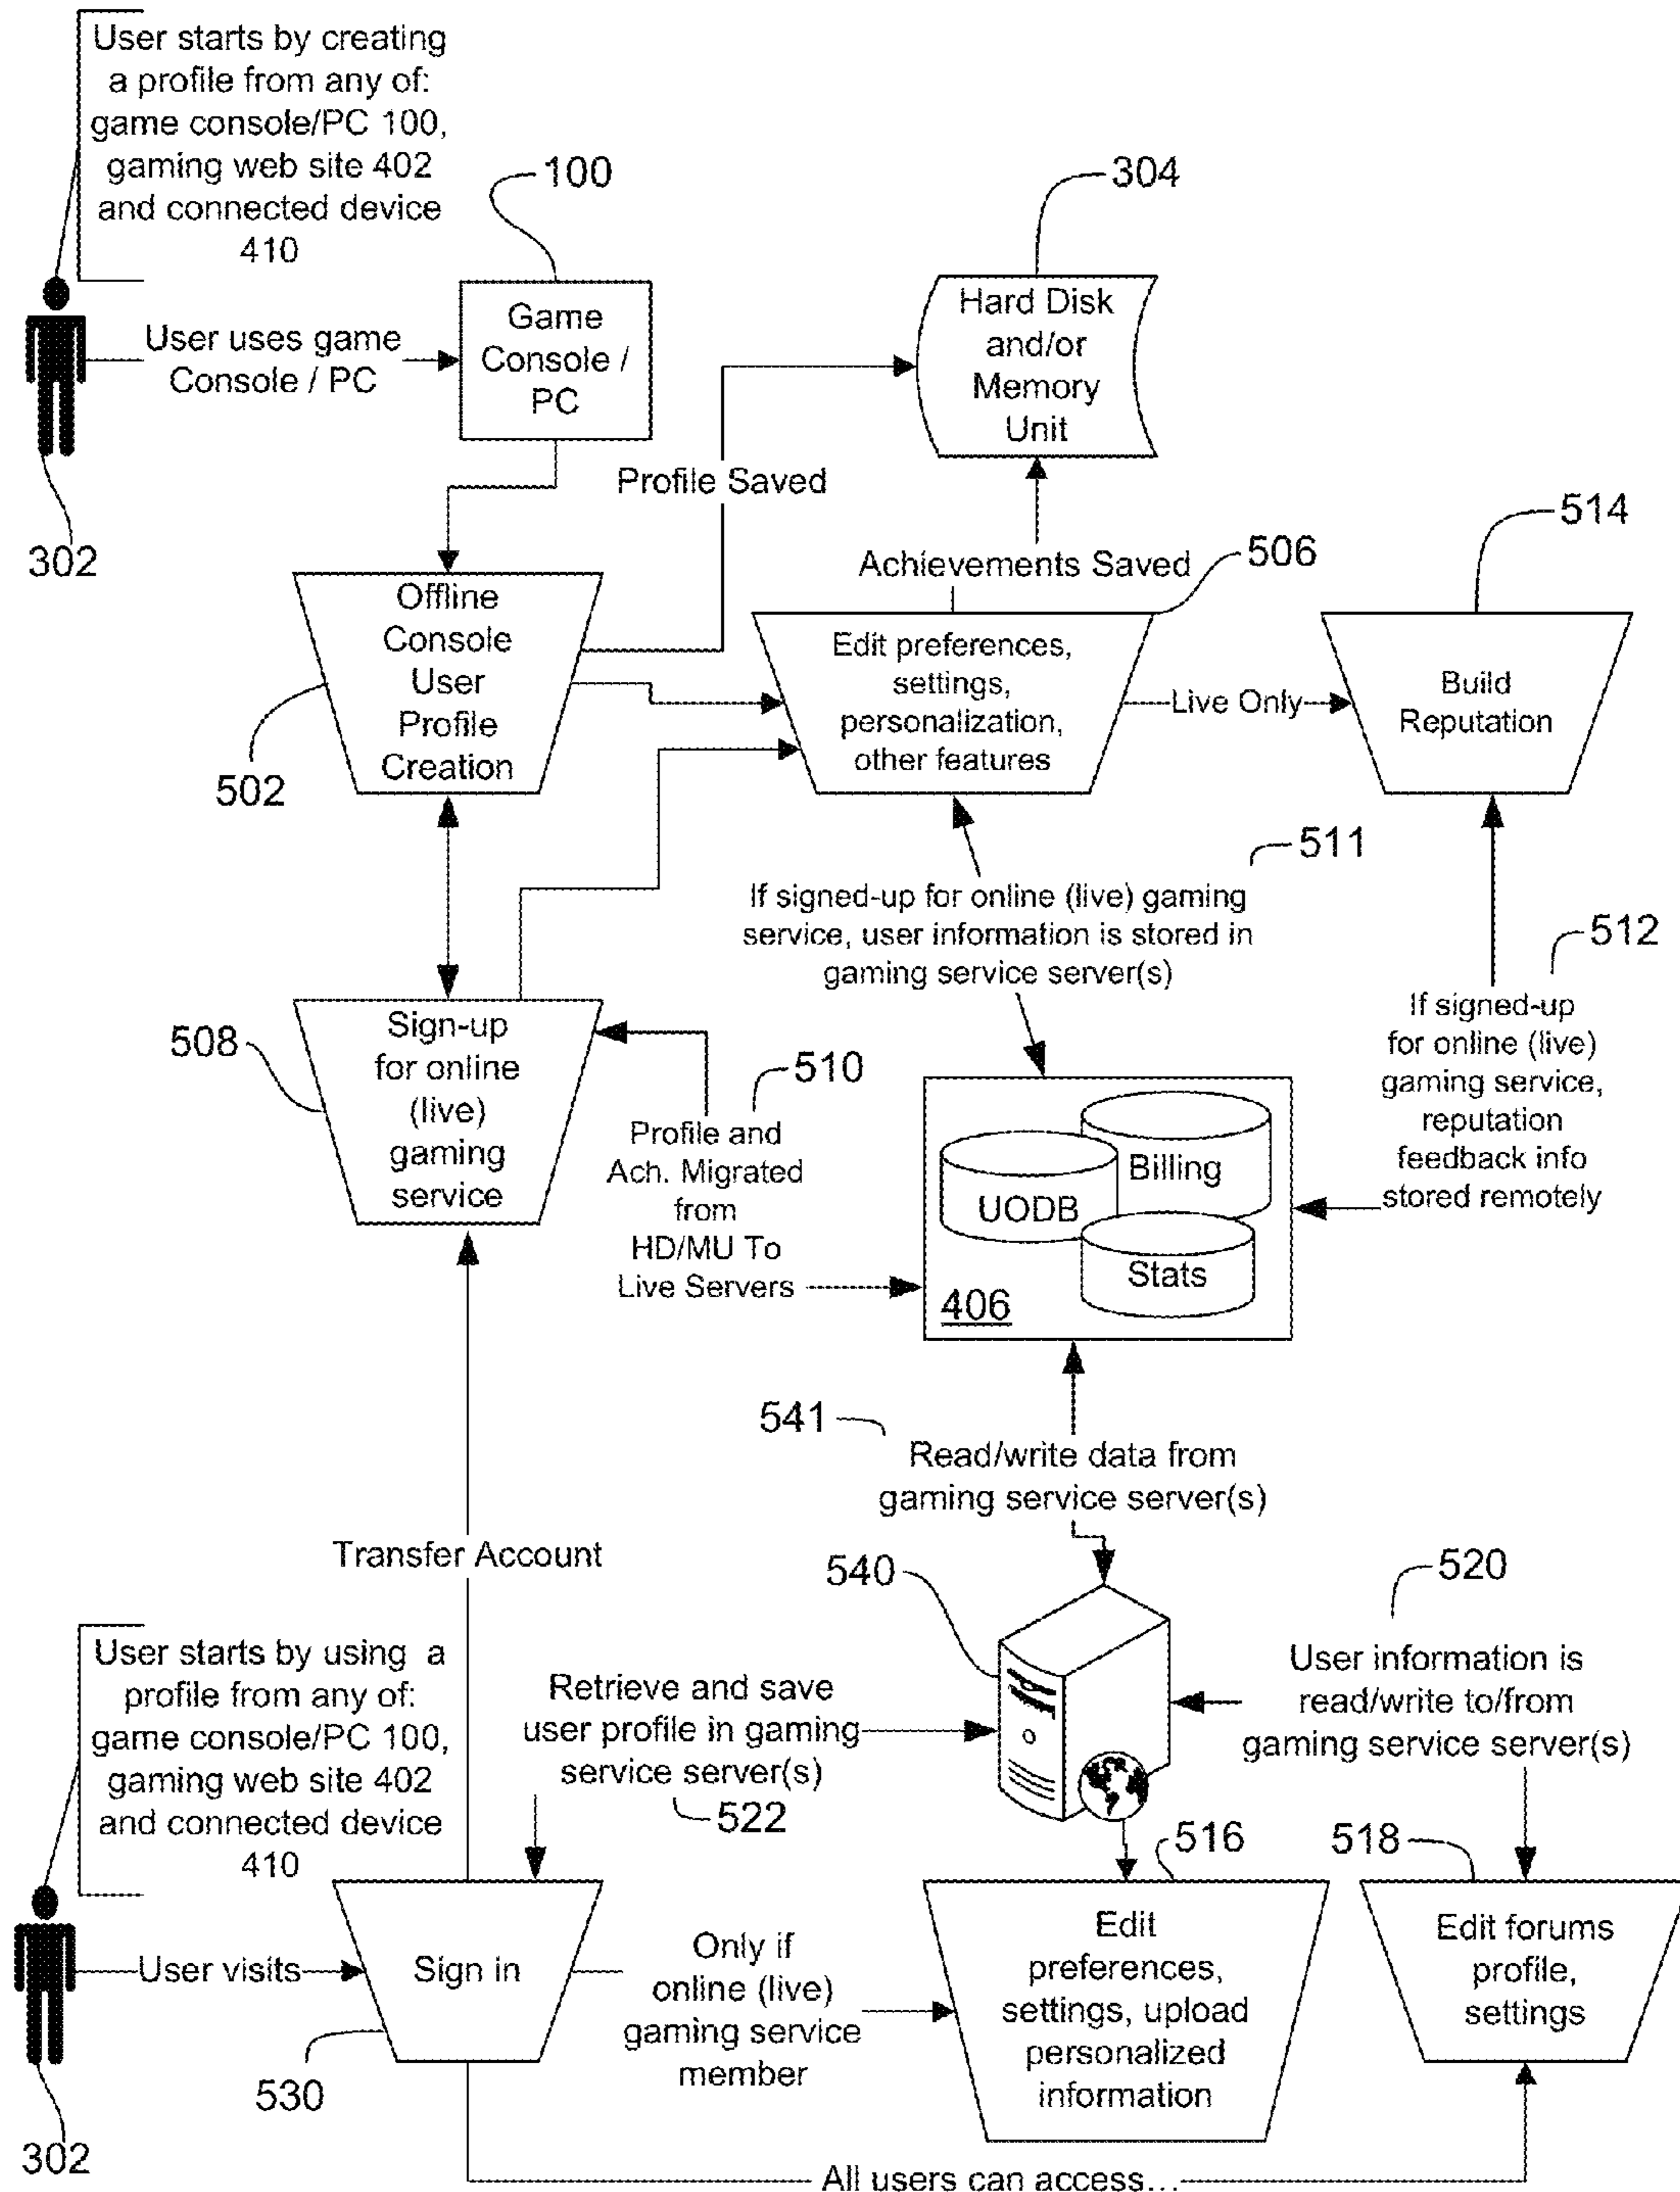 User starts by creating
a profile from any of:
game console/PC 100,
gaming web site 402
and connected device
410
100
304
User uses game
Console / PC
Game
Console /
PC
Hard Disk
and/or
Memory
Unit
302
Profile Saved
Achievements Saved
506
514
Offline
Console
User
Profile
Creation
502
Edit preferences,
settings,
personalization,
other features
Live Only
Build
Reputation
511
If signed-up for online (live) gaming
service, user information is stored in
gaming service server(s)
512
If signed-up
for online (live)
gaming service,
reputation
feedback info
stored remotely
508
Sign-up
for online
(live)
gaming
service
510
Profile and
Ach. Migrated
from
HD/MU To
Live Servers
Billing
UODB
Stats
406
541
Read/write data from
gaming service server(s)
Transfer Account
540
520
User starts by using a
profile from any of:
game console/PC 100,
gaming web site 402
and connected device
410
Retrieve and save
user profile in gaming
service server(s)
522
User information is
read/write to/from
gaming service server(s)
516
518
User visits
Sign in
530
Only if
online (live)
gaming service
member
Edit
preferences,
settings, upload
personalized
information
Edit forums
profile,
settings
302
All users can access...